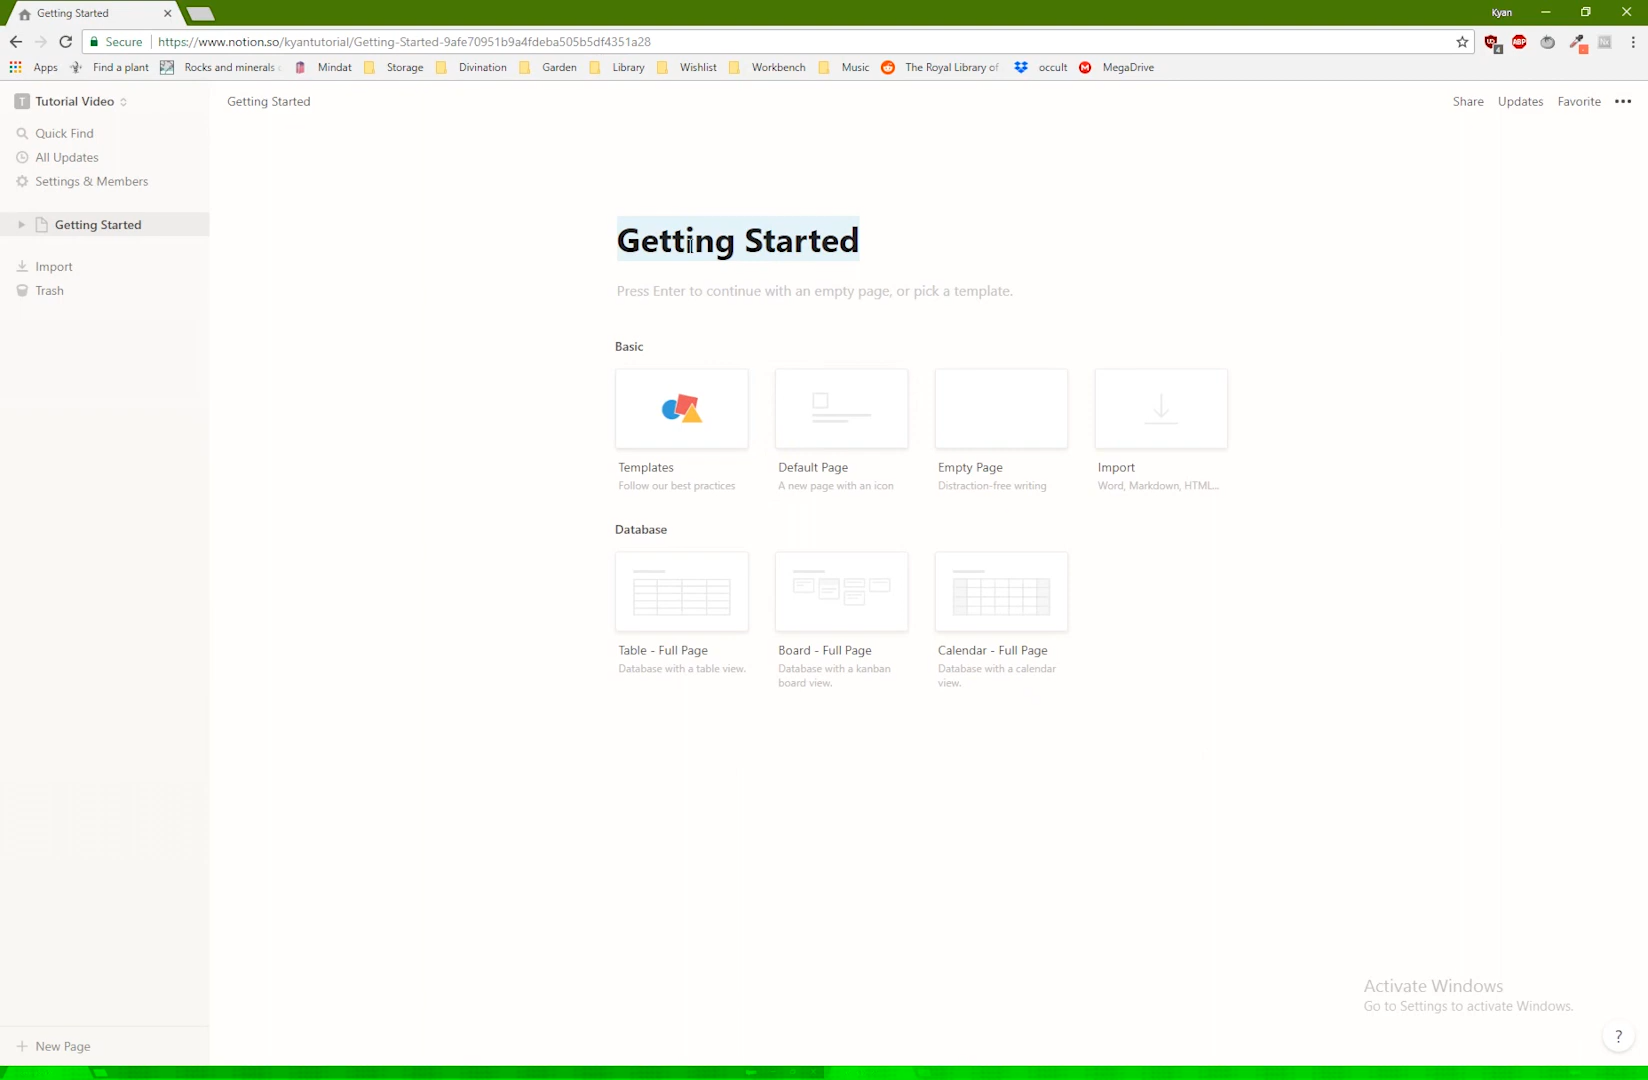 Getting Started
Kyan
Secure
https://www.notion.so/kyantutorial/Getting-Started-9afe70951b9a4fdeba505b5df4351a28
4
ABP
Apps
Find a plant
Rocks and minerals
Mindat
Storage
Divination
Garden
Library
Wishlist
Workbench
Music
The Royal Library of
occult
M
MegaDrive
T
Tutorial Video
Getting Started
Share
Updates
Favorite
Quick Find
All Updates
Settings & Members
Getting Started
Import
Trash
Getting Started
Press Enter to continue with an empty page, or pick a template.
Basic
Templates
Follow our best practices
Default Page
A new page with an icon
Empty Page
Distraction-free writing
Import
Word, Markdown, HTML...
Database
Table - Full Page
Database with a table view.
Board - Full Page
Database with a kanban
board view.
Calendar - Full Page
Database with a calendar
view.
Activate Windows
Go to Settings to activate Windows.
?
New Page